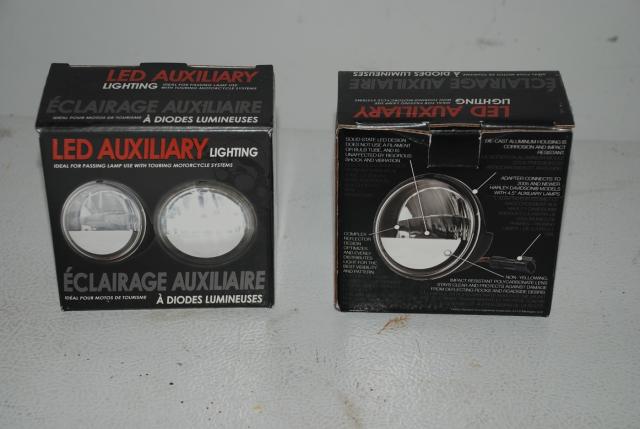 LED AUXILIARY
LIGHTING IDEAL FOR PASSING LAMP USE
WITH TOURING MOTORCYCLE SYSTEMS
ÉCLAIRAGE AUXILIAIRE
IDÉAL POUR MOTOS DE TOURISME À DIODES LUMINEUSES
LED AUXILIARY LIGHTING
IDEAL FOR PASSING LAMP USE WITH TOURING MOTORCYCLE SYSTEMS
ÉCLAIRAGE AUXILIAIRE
IDÉAL POUR MOTOS DE TOURISME À DIODES LUMINEUSES
ÉCLAIRAGE AUXILIAIRE
À DIODES LUMINEUSES
LED AUXILIARY
LIGHTING
SOLID-STATE LED DESIGN
DOES NOT USE A FILAMENT
OR BULB TUBE, AND IS
UNAFFECTED BY RIGOROUS
SHOCK AND VIBRATION
DIE-CAST ALUMINUM HOUSING IS
CORROSION AND IMPACT
RESISTANT
ADAPTER CONNECTS TO
2005 AND NEWER
HARLEY-DAVIDSON® MODELS
WITH 4.5" AUXILIARY LAMPS
COMPLEX
REFLECTOR
DESIGN
OPTIMIZES
AND EVENLY
DISTRIBUTES
LIGHT FOR THE
BEST VISIBILITY
AND PATTERN
NON-YELLOWING,
IMPACT RESISTANT POLYCARBONATE LENS
STAYS CLEAR AND PROTECTS AGAINST DAMAGE
FROM DEFLECTING ROCKS AND ROADSIDE DEBRIS